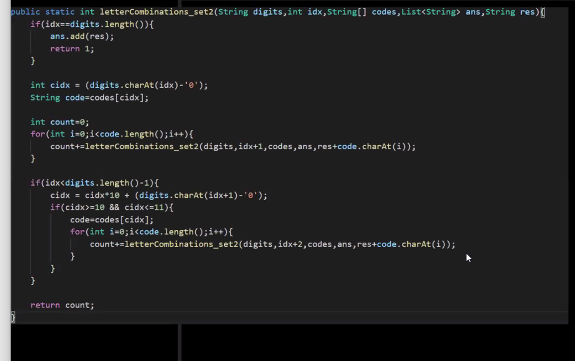 public static int letterCombinations_set2(String digits,int idx,String[] codes,List<String> ans,String res){
if(idx==digits.length()){
ans.add(res);
return 1;
}
int cidx = (digits.charAt(idx)-'0');
String code=codes[cidx];
int count=0;
for(int i=0;i<code.length();i++){
count+=letterCombinations_set2(digits,idx+1,codes,ans,res+code.charAt(i));
}
if(idx<digits.length()-1){
cidx = cidx*10 + (digits.charAt(idx+1)-'0');
if(cidx>=10 && cidx<=11){
code=codes[cidx];
for(int i=0;i<code.length();i++){
count+=letterCombinations_set2(digits,idx+2,codes,ans,res+code.charAt(i));
}
}
}
return count;
}